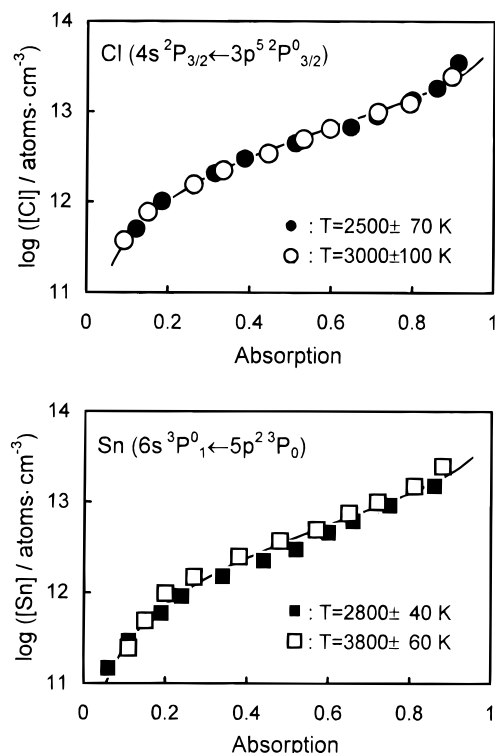 14
Cl (4s ²P₃/₂←3p⁵ ²P⁰₃/₂)
13
12
11
log ([Cl] / atoms· cm⁻³)
● : T=2500± 70 K
○ : T=3000±100 K
0 0.2 0.4 0.6 0.8 1
Absorption
14
Sn (6s ³P⁰₁←5p² ³P₀)
13
12
11
log ([Sn] / atoms· cm⁻³)
■ : T=2800± 40 K
□ : T=3800± 60 K
0 0.2 0.4 0.6 0.8 1
Absorption